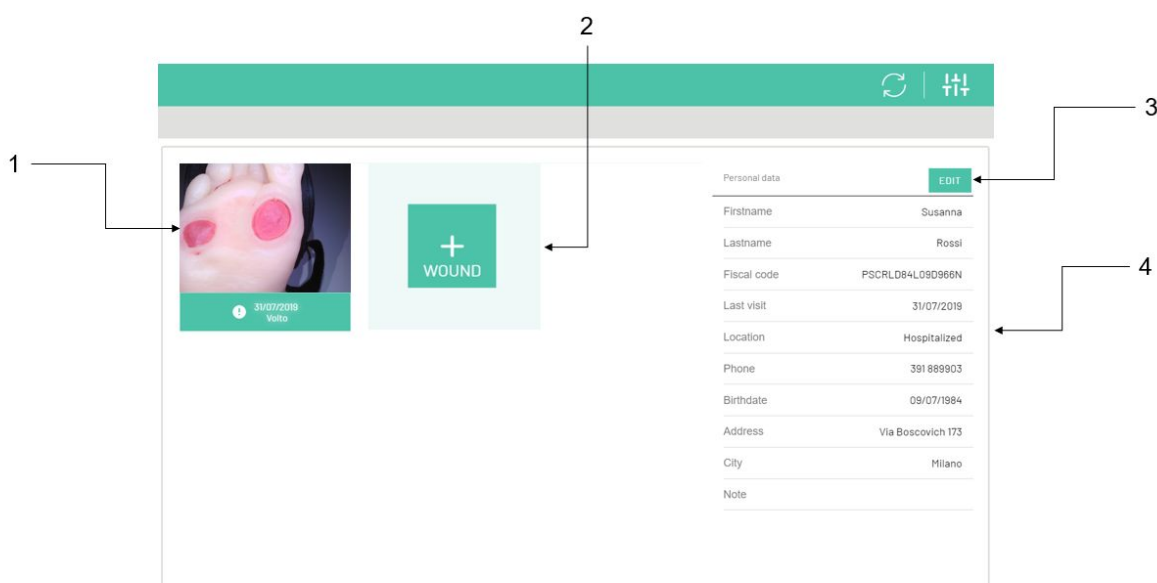 2
3
1
Personal data EDIT
Firstname Susanna
Lastname Rossi
+
WOUND
Fiscal code PSCRLD84L09D966N
4
31/07/2019
Volto
Last visit 31/07/2019
Location Hospitalized
Phone 391 889903
Birthdate 09/07/1984
Address Via Boscovich 173
City Milano
Note